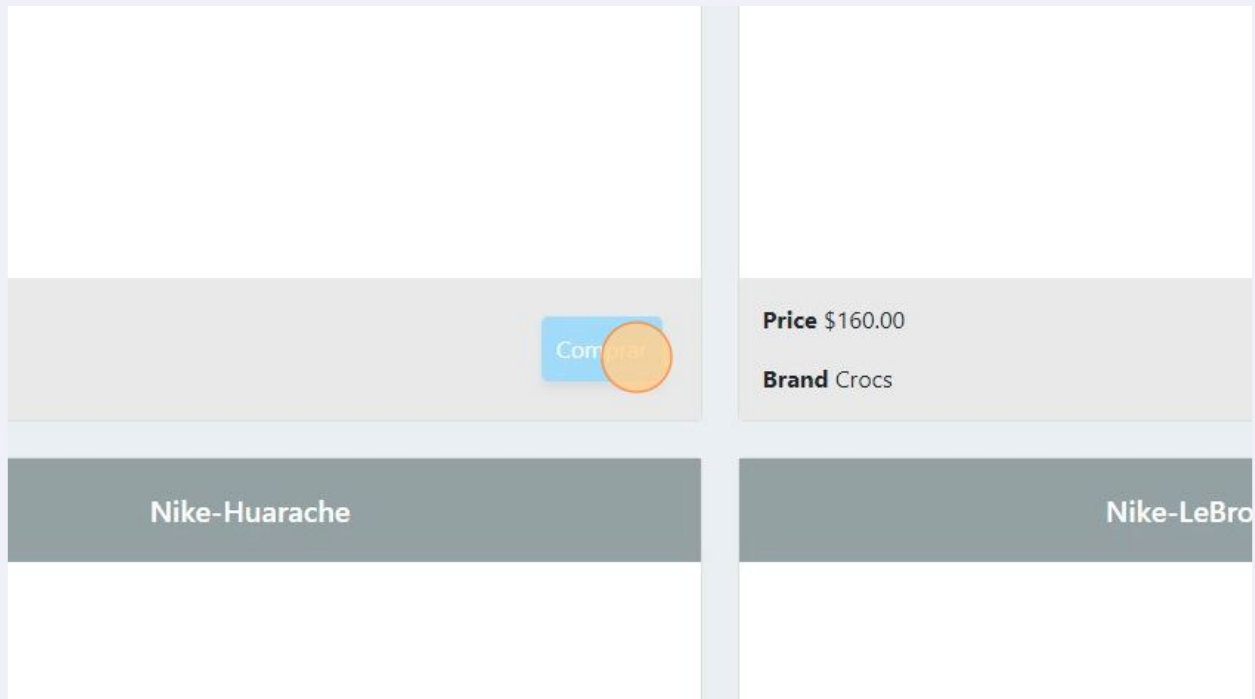 Comprar
Price $160.00
Brand Crocs
Nike-Huarache
Nike-LeBro